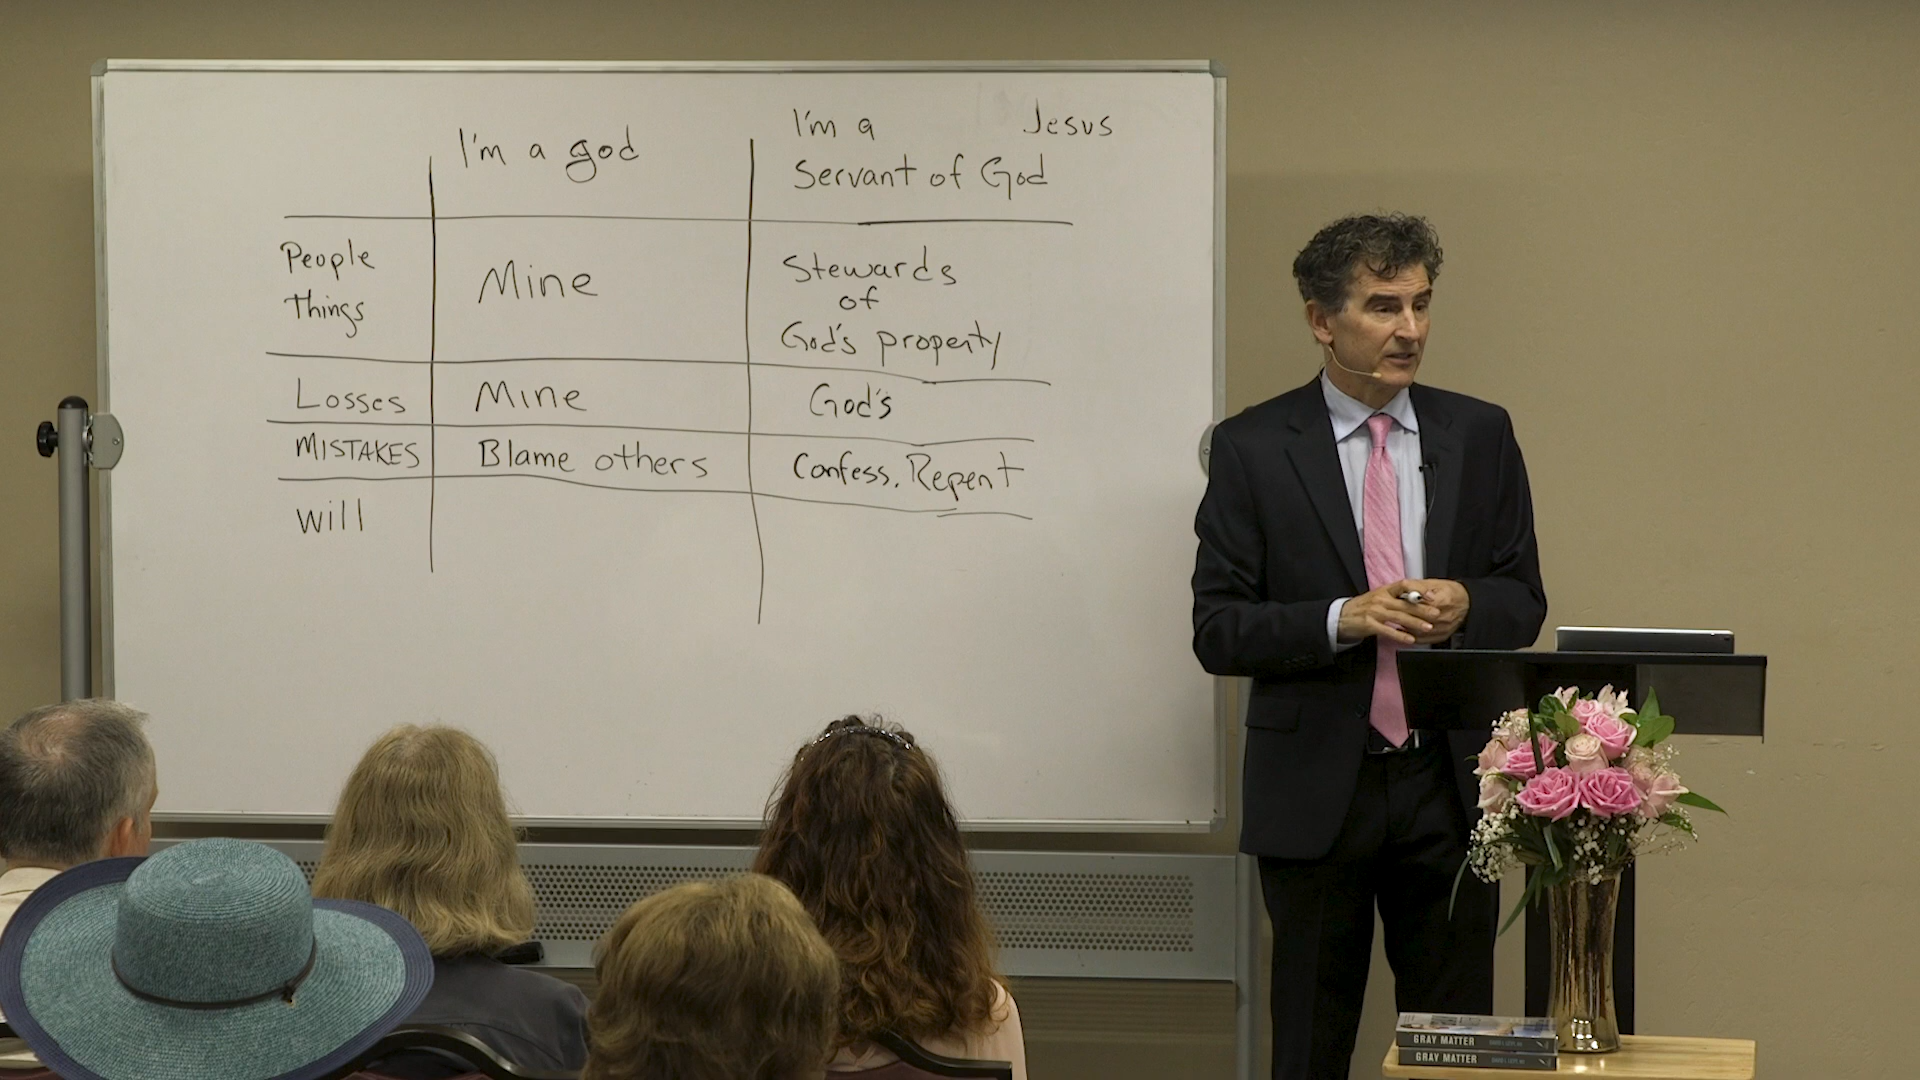 I'm a god
I'm a Jesus
Servant of God
People
Things
Mine
Stewards
of
God's property
Losses Mine God's
MISTAKES Blame others Confess. Repent
Will
GRAY MATTER
GRAY MATTER